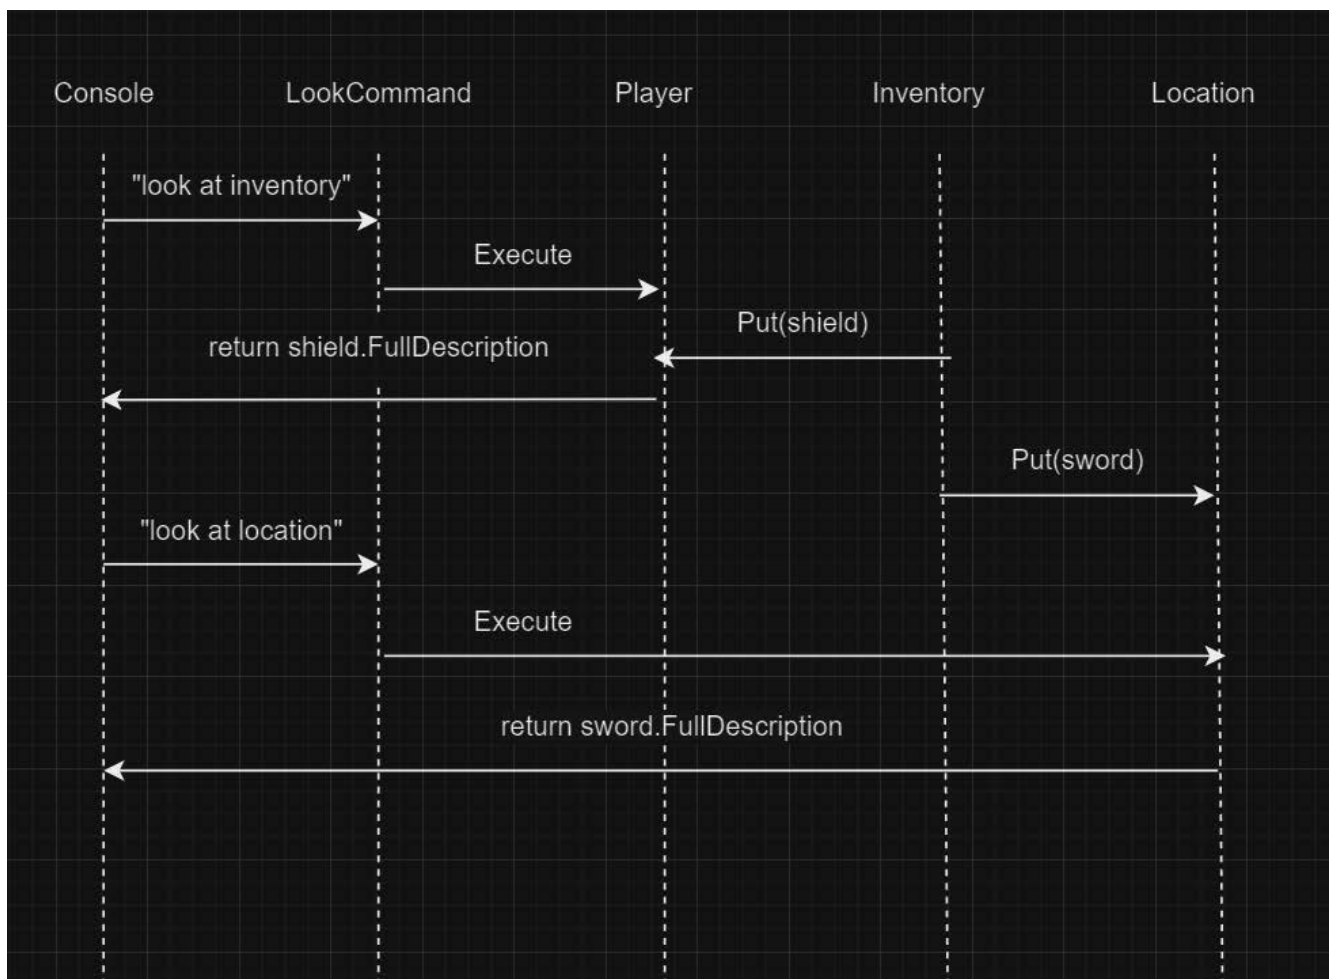 Console
LookCommand
Player
Inventory
Location
"look at inventory"
Execute
Put(shield)
return shield.FullDescription
Put(sword)
"look at location"
Execute
return sword.FullDescription